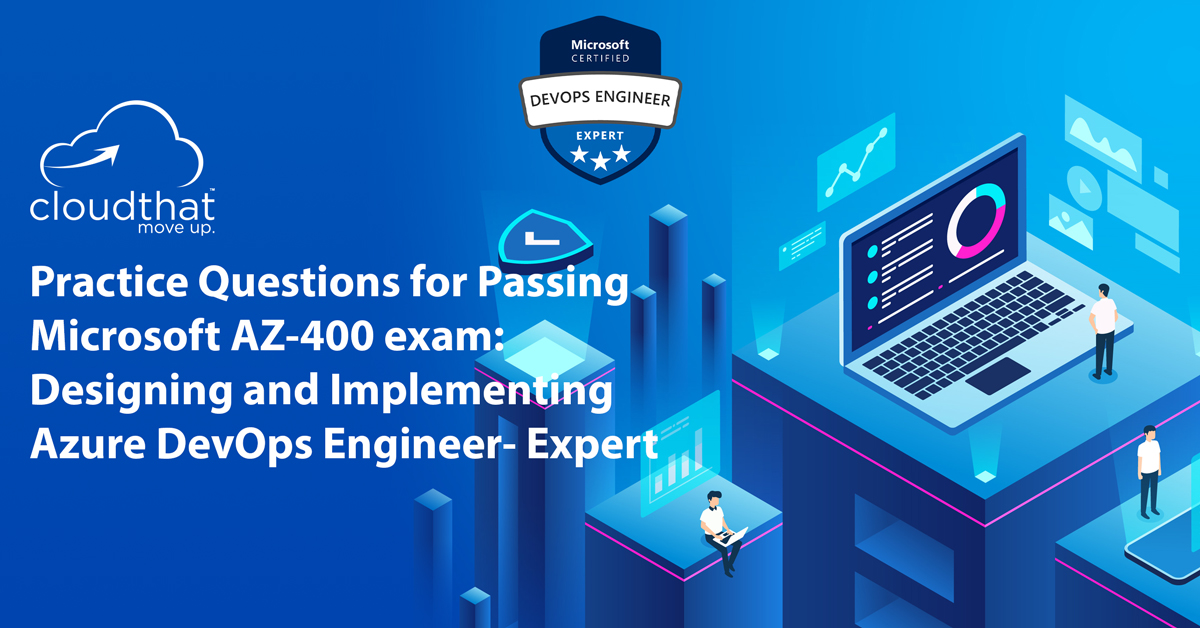 Microsoft
CERTIFIED
DEVOPS ENGINEER
EXPERT
cloudthat™
move up.
Practice Questions for Passing
Microsoft AZ-400 exam:
Designing and Implementing
Azure DevOps Engineer- Expert